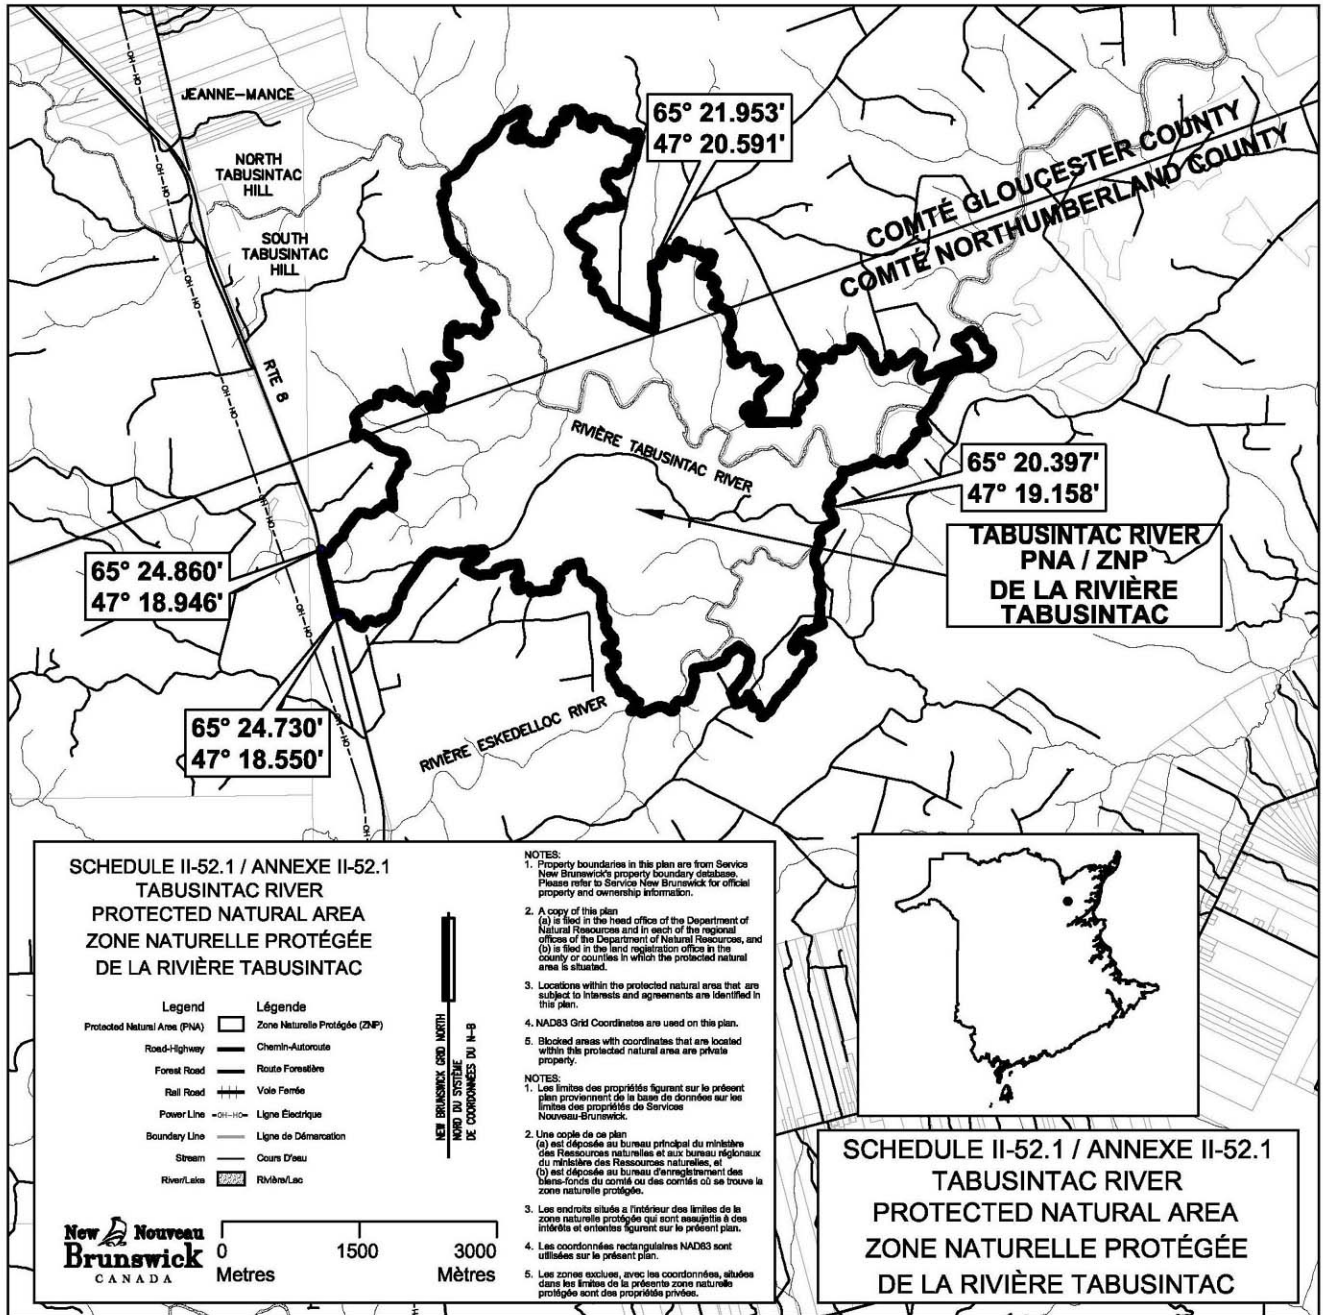 JEANNE-MANCE
NORTH
TABUSINTAC
HILL
SOUTH
TABUSINTAC
HILL
65° 21.953'
47° 20.591'
COMTÉ GLOUCESTER COUNTY
COMTÉ NORTHUMBERLAND COUNTY
RTE 8
RIVIÈRE TABUSINTAC RIVER
65° 20.397'
47° 19.158'
TABUSINTAC RIVER
PNA / ZNP
DE LA RIVIÈRE
TABUSINTAC
65° 24.860'
47° 18.946'
65° 24.730'
47° 18.550'
RIVIÈRE ESKEDELLOC RIVER
SCHEDULE II-52.1 / ANNEXE II-52.1
TABUSINTAC RIVER
PROTECTED NATURAL AREA
ZONE NATURELLE PROTÉGÉE
DE LA RIVIÈRE TABUSINTAC
Legend Légende
Protected Natural Area (PNA) Zone Naturelle Protégée (ZNP)
Road-Highway Chemin-Autoroute
Forest Road Route Forestière
Rail Road Voie Ferrée
Power Line -OH-HO- Ligne Électrique
Boundary Line Ligne de Démarcation
Stream Cours D'eau
River/Lake Rivière/Lac
NEW BRUNSWICK GRID NORTH
NORD DU SYSTÈME
DE COORDONNÉES DU N-B
New Nouveau
Brunswick
CANADA
0 1500 3000
Metres Mètres
NOTES:
1. Property boundaries in this plan are from Service
New Brunswick's property boundary database.
Please refer to Service New Brunswick for official
property and ownership information.
2. A copy of this plan
(a) is filed in the head office of the Department of
Natural Resources and in each of the regional
offices of the Department of Natural Resources, and
(b) is filed in the land registration office in the
county or counties in which the protected natural
area is situated.
3. Locations within the protected natural area that are
subject to interests and agreements are identified in
this plan.
4. NAD83 Grid Coordinates are used on this plan.
5. Blocked areas with coordinates that are located
within this protected natural area are private
property.
NOTES:
1. Les limites des propriétés figurant sur le présent
plan proviennent de la base de données sur les
limites des propriétés de Services
Nouveau-Brunswick.
2. Une copie de ce plan
(a) est déposée au bureau principal du ministère
des Ressources naturelles et aux bureau régionaux
du ministère des Ressources naturelles, et
(b) est déposée au bureau d'enregistrement des
biens-fonds du comté ou des comtés où se trouve la
zone naturelle protégée.
3. Les endroits situés a l'intérieur des limites de la
zone naturelle protégée qui sont assujettis à des
intérêts et ententes figurent sur le présent plan.
4. Les coordonnées rectangulaires NAD83 sont
utilisées sur le présent plan.
5. Les zones exclues, avec les coordonnées, situées
dans les limites de la présente zone naturelle
protégée sont des propriétés privées.
SCHEDULE II-52.1 / ANNEXE II-52.1
TABUSINTAC RIVER
PROTECTED NATURAL AREA
ZONE NATURELLE PROTÉGÉE
DE LA RIVIÈRE TABUSINTAC